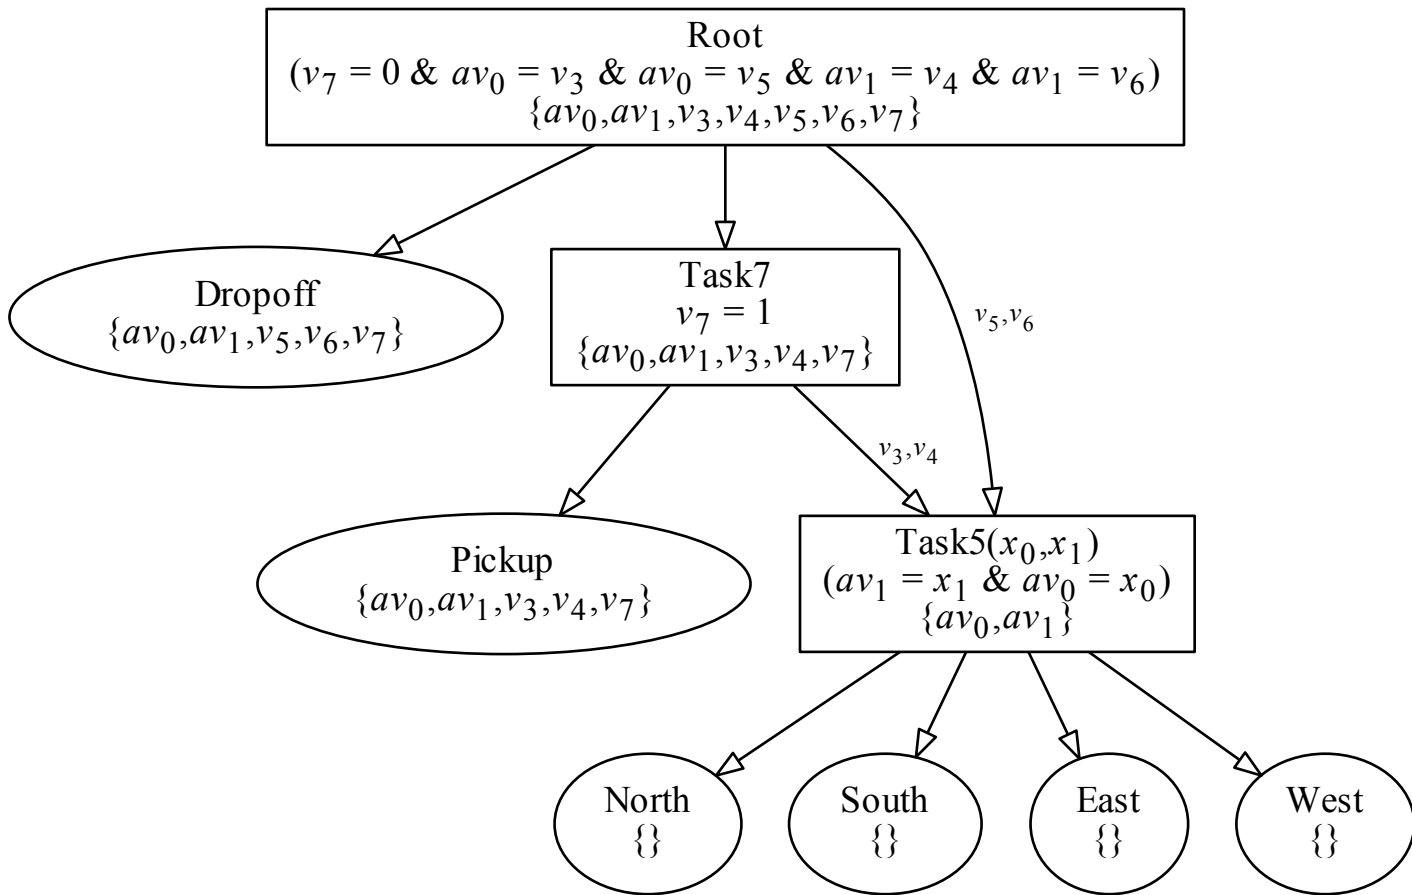 Root
(v₇ = 0 & av₀ = v₃ & av₀ = v₅ & av₁ = v₄ & av₁ = v₆)
{av₀,av₁,v₃,v₄,v₅,v₆,v₇}
Dropoff
{av₀,av₁,v₅,v₆,v₇}
Task7
v₇ = 1
{av₀,av₁,v₃,v₄,v₇}
v₅,v₆
v₃,v₄
Pickup
{av₀,av₁,v₃,v₄,v₇}
Task5(x₀,x₁)
(av₁ = x₁ & av₀ = x₀)
{av₀,av₁}
North
{}
South
{}
East
{}
West
{}